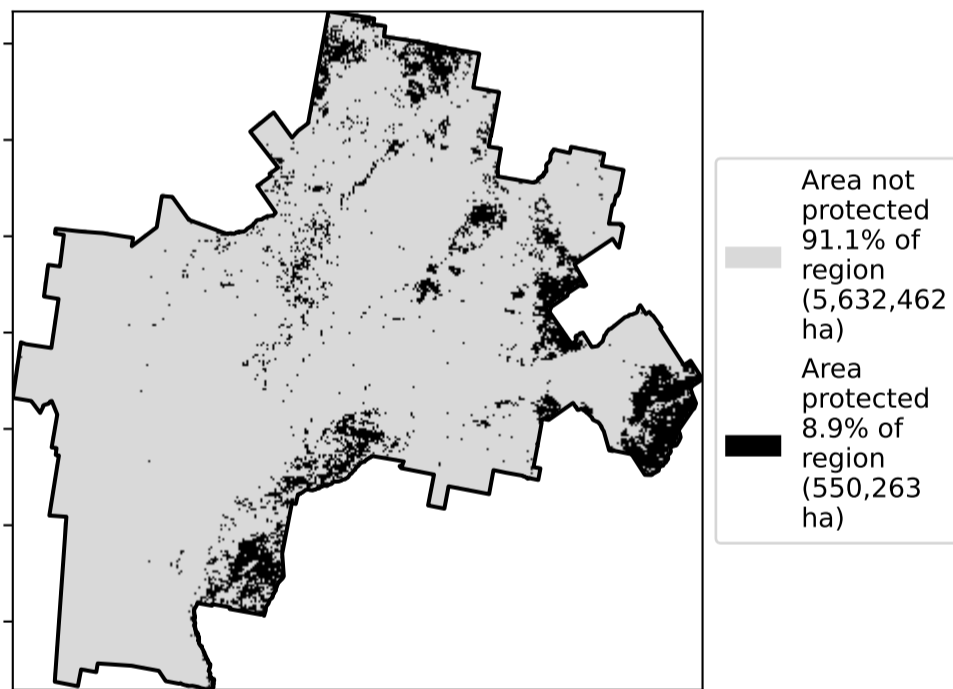 Area not
protected
91.1% of
region
(5,632,462
ha)
Area
protected
8.9% of
region
(550,263
ha)